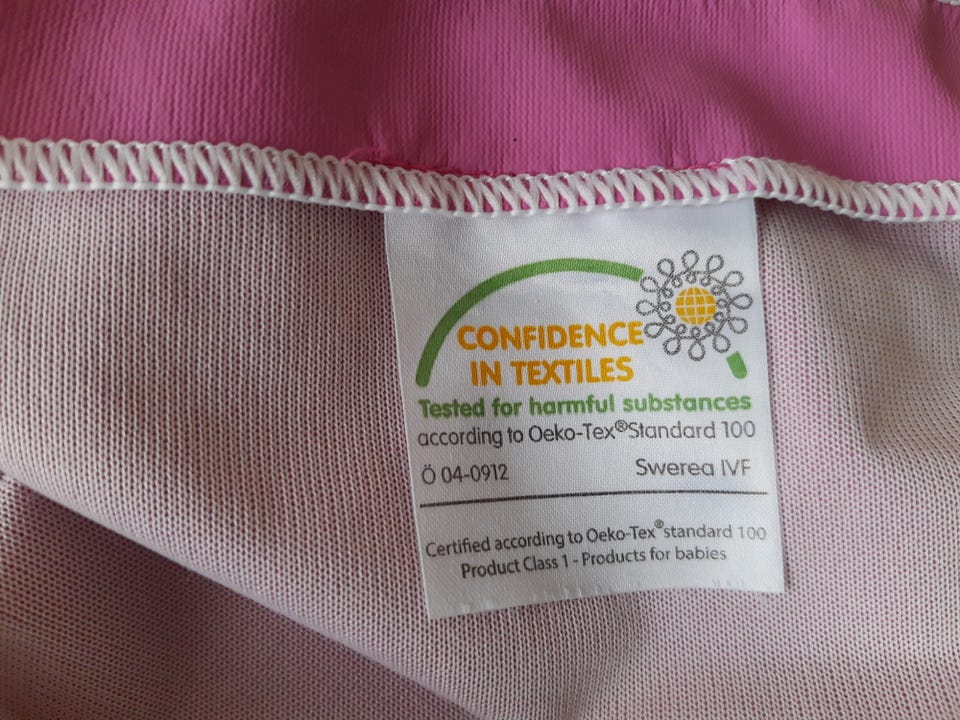 CONFIDENCE
IN TEXTILES
Tested for harmful substances
according to Oeko-Tex®Standard 100
Ö 04-0912 Swerea IVF
Certified according to Oeko-Tex®standard 100
Product Class 1 - Products for babies